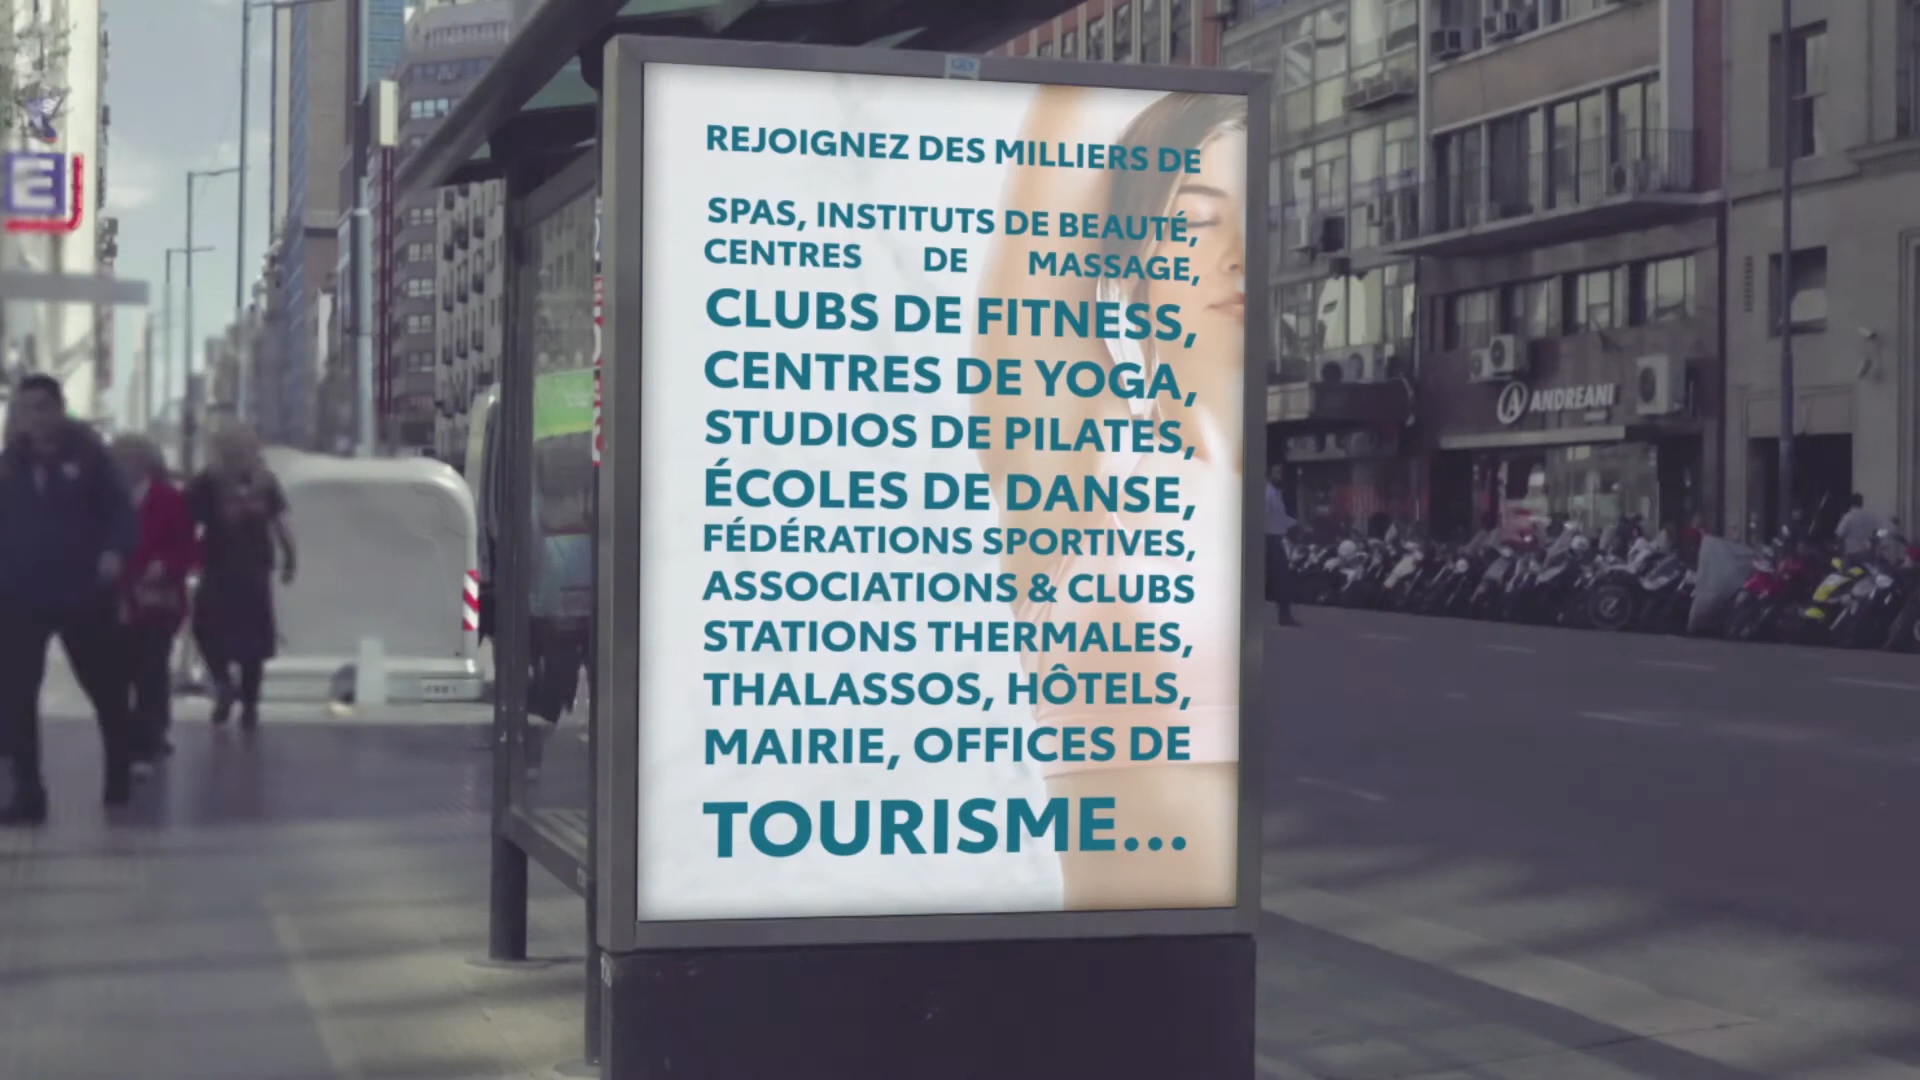 REJOIGNEZ DES MILLIERS DE
SPAS, INSTITUTS DE BEAUTÉ,
CENTRES DE MASSAGE,
CLUBS DE FITNESS,
CENTRES DE YOGA,
STUDIOS DE PILATES,
ÉCOLES DE DANSE,
FÉDÉRATIONS SPORTIVES,
ASSOCIATIONS & CLUBS
STATIONS THERMALES,
THALASSOS, HÔTELS,
MAIRIE, OFFICES DE
TOURISME...
E
ANDREANI